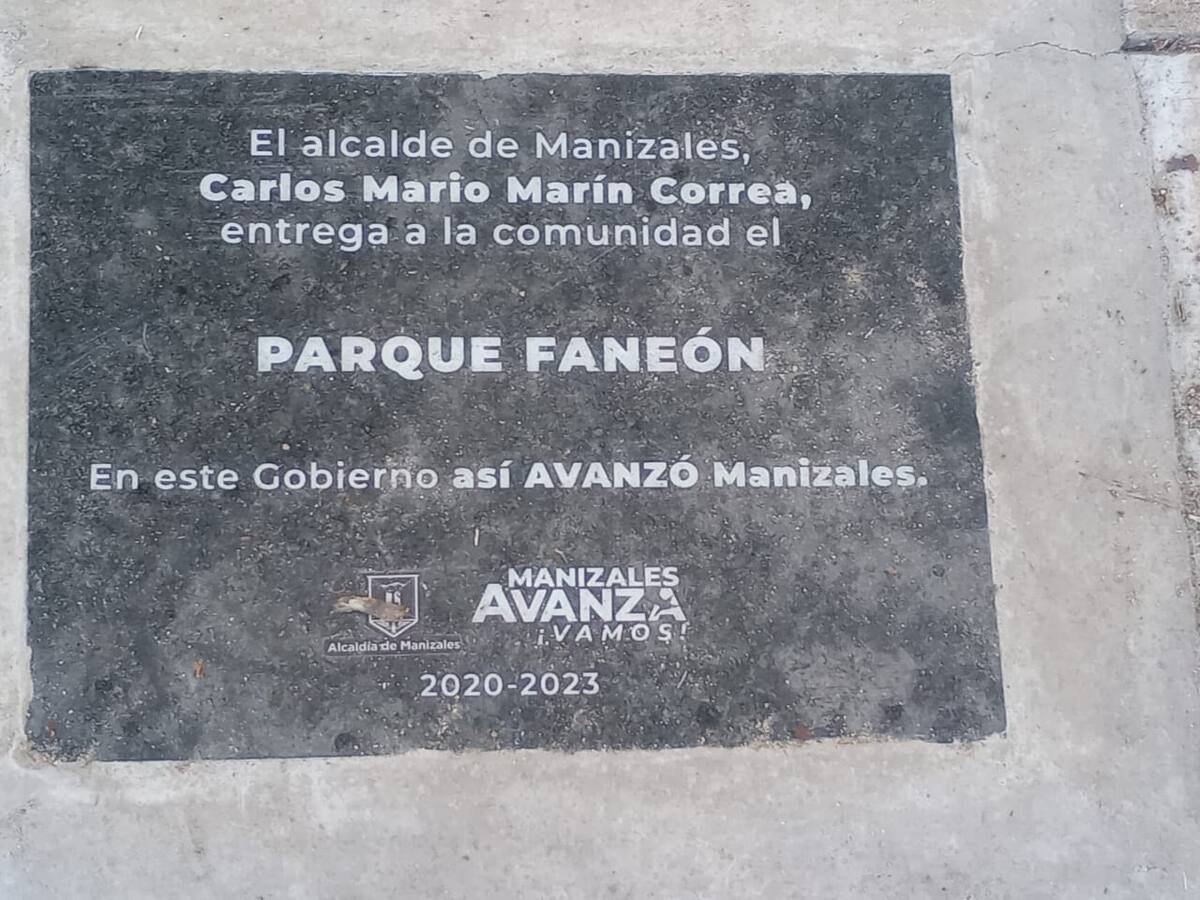 El alcalde de Manizales,
Carlos Mario Marín Correa,
entrega a la comunidad el
PARQUE FANEÓN
En este Gobierno así AVANZÓ Manizales.
Alcaldía de Manizales
MANIZALES
AVANZA
¡VAMOS!
2020-2023